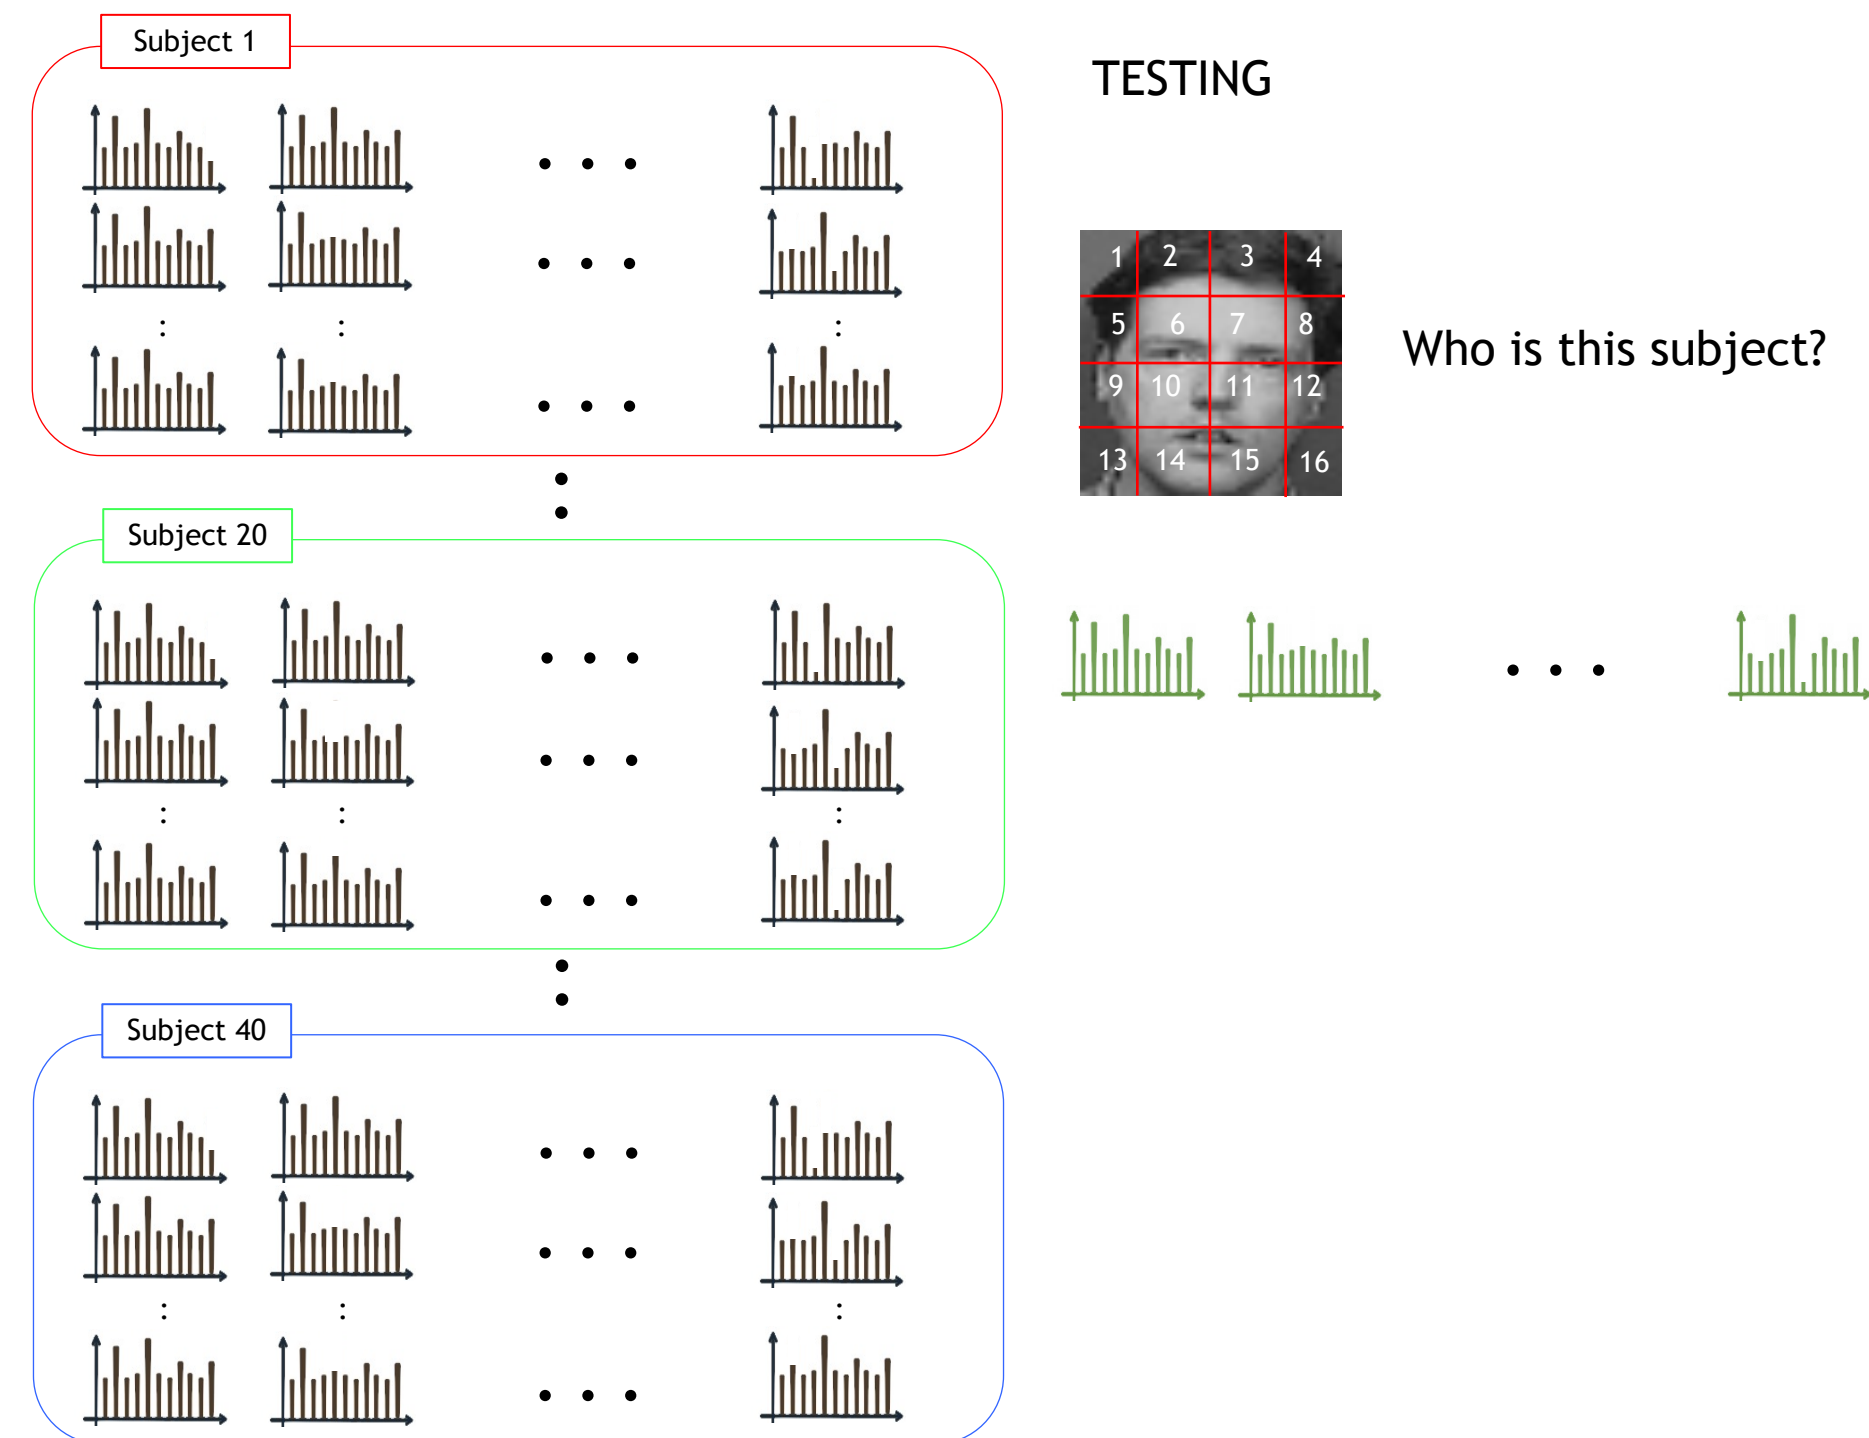 Subject 1
TESTING
1 2 3 4
5 6 7 8
Who is this subject?
9 10 11 12
13 14 15 16
Subject 20
Subject 40